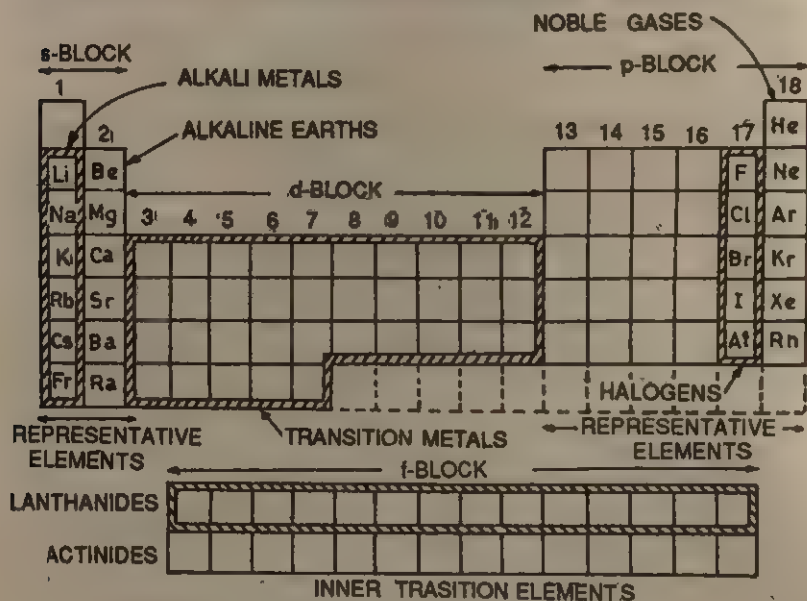 NOBLE GASES
s-BLOCK
p-BLOCK
1
ALKALI METALS
18
2
ALKALINE EARTHS
13 14 15 16 17
He
Li Be
d-BLOCK
F Ne
Na Mg
3 4 5 6 7 8 9 10 11 12
Cl Ar
K Ca
Br Kr
Rb Sr
I Xe
Cs Ba
At Rn
Fr Ra
HALOGENS
REPRESENTATIVE
ELEMENTS
TRANSITION METALS
REPRESENTATIVE
ELEMENTS
f-BLOCK
LANTHANIDES
ACTINIDES
INNER TRASITION ELEMENTS